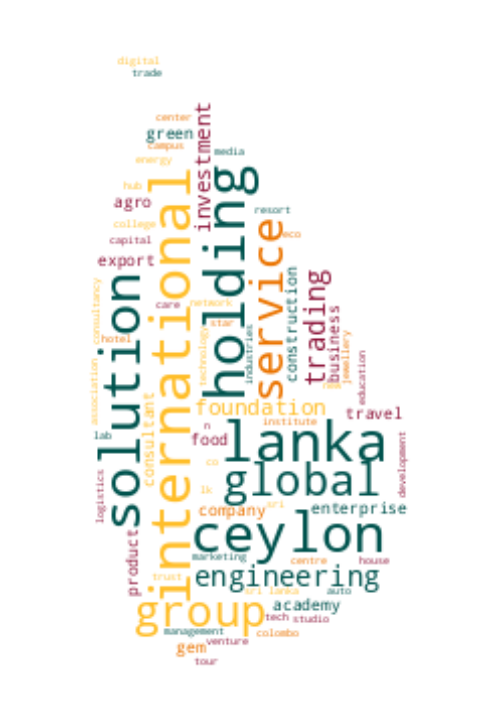 digital
trade
center
green
campus
energy
media
investment
holding
international
hub
agro
college
capital
export
resort
eco
service
construction
trading
business
jewellery
education
solution
consultancy
care
network
star
technology
industries
hotel
association
consultant
foundation
institute
travel
n
food
lab
lanka
development
logistics
co
global
lk
company
sri
enterprise
ceylon
product
marketing
centre
house
trust
engineering
sri lanka
auto
group
academy
tech
studio
management
colombo
venture
gem
tour